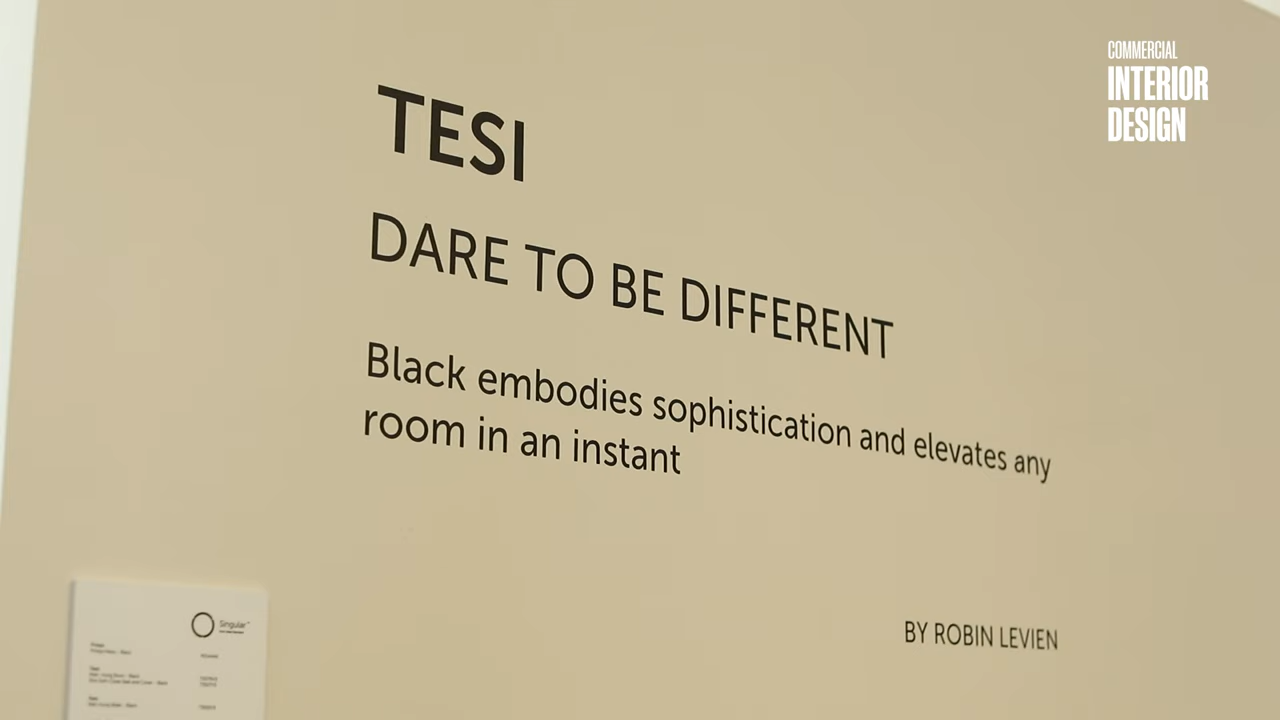 COMMERCIAL
INTERIOR
DESIGN
TESI
DARE TO BE DIFFERENT
Black embodies sophistication and elevates any
room in an instant
BY ROBIN LEVIEN
Singular™